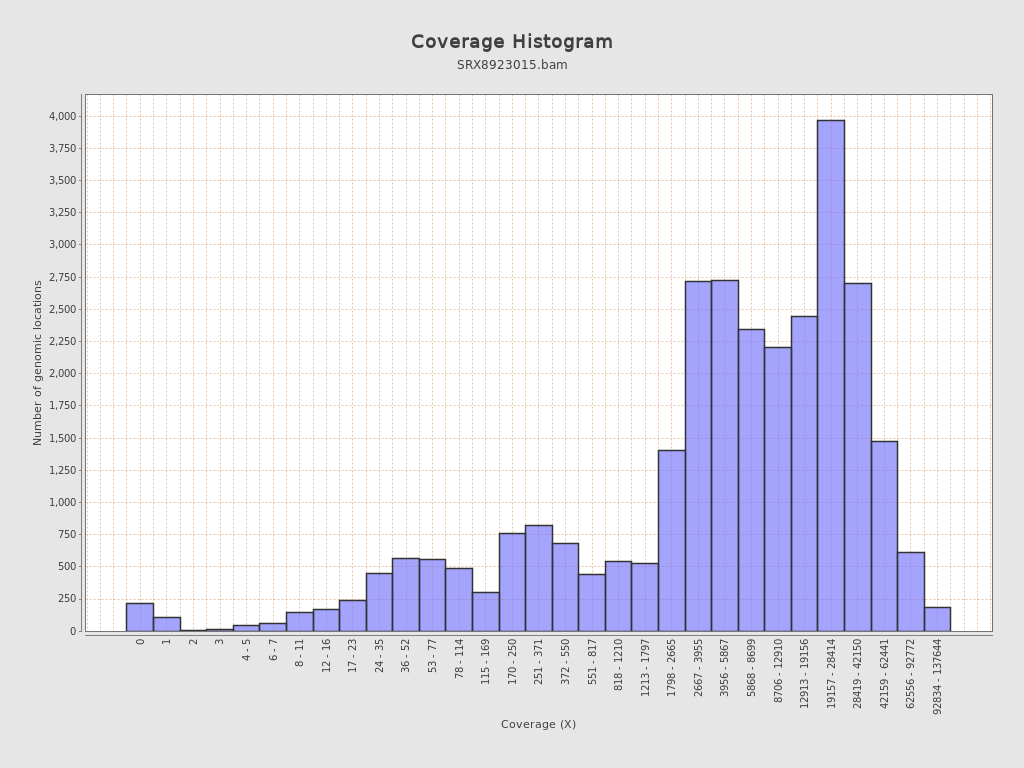 Coverage Histogram
SRX8923015.bam
Number of genomic locations
4,000
3,750
3,500
3,250
3,000
2,750
2,500
2,250
2,000
1,750
1,500
1,250
1,000
750
500
250
0
0
1
2
3
4 - 5
6 - 7
8 - 11
12 - 16
17 - 23
24 - 35
36 - 52
53 - 77
78 - 114
115 - 169
170 - 250
251 - 371
372 - 550
551 - 817
818 - 1210
1213 - 1797
1798 - 2665
2667 - 3955
3956 - 5867
5868 - 8699
8706 - 12910
12913 - 19156
19157 - 28414
28419 - 42150
42159 - 62441
62556 - 92772
92834 - 137644
Coverage (X)